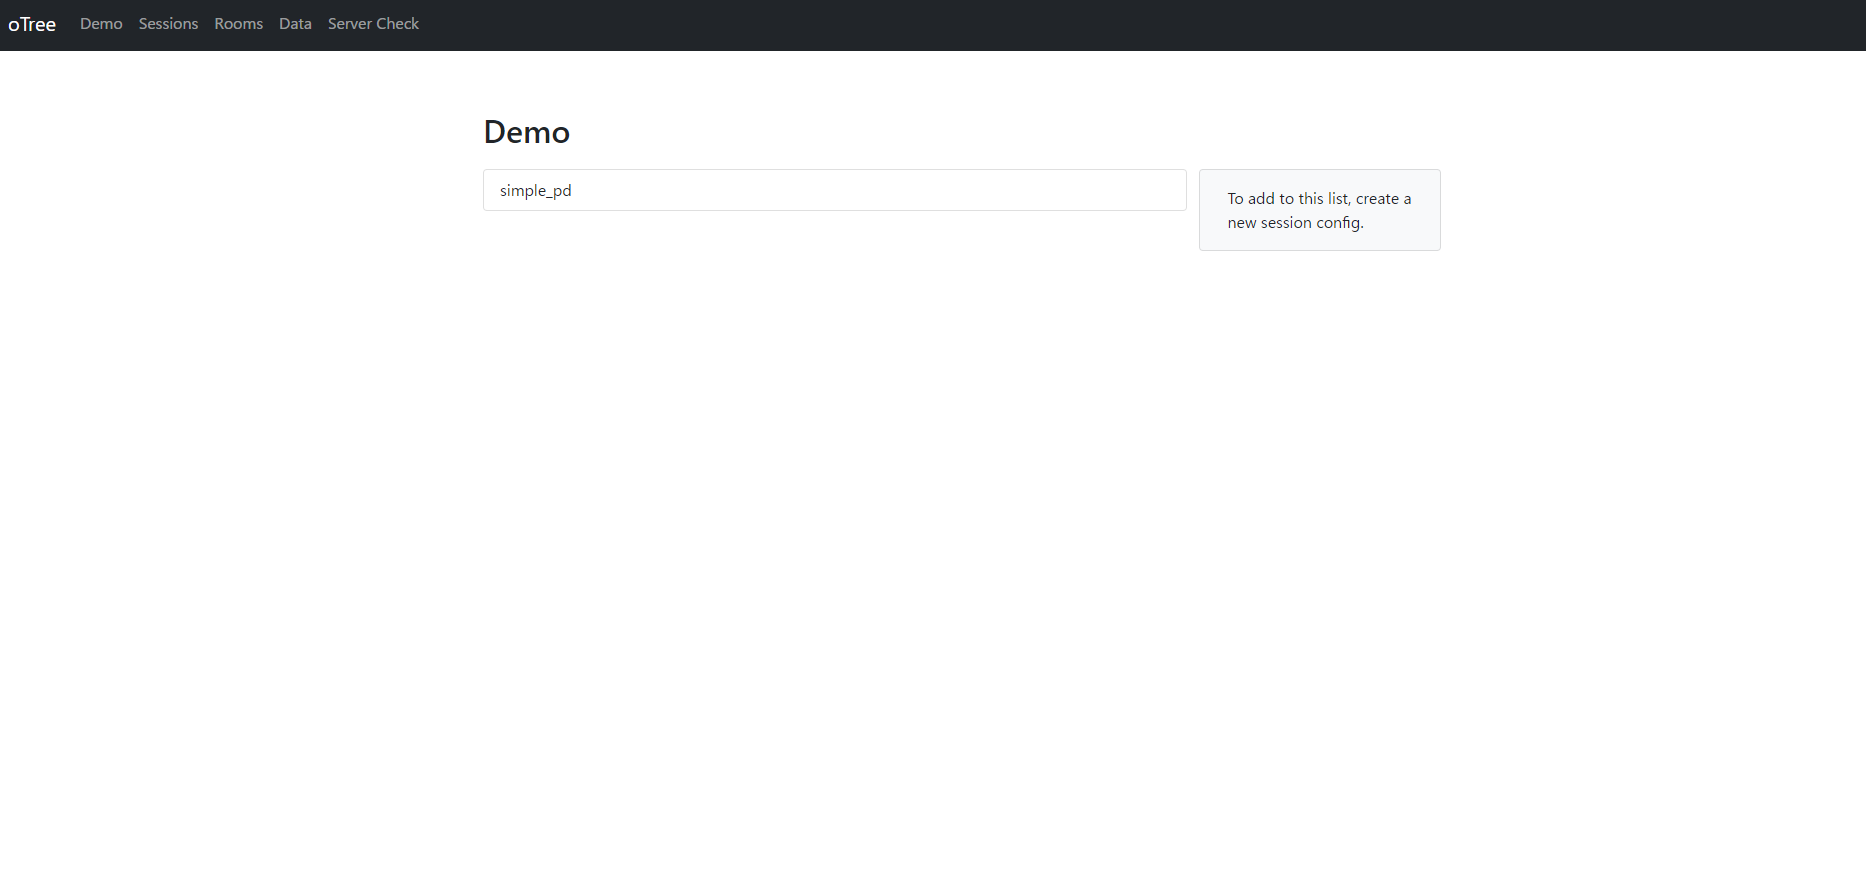 oTree Demo Sessions Rooms Data Server Check
Demo
simple_pd
To add to this list, create a
new session config.